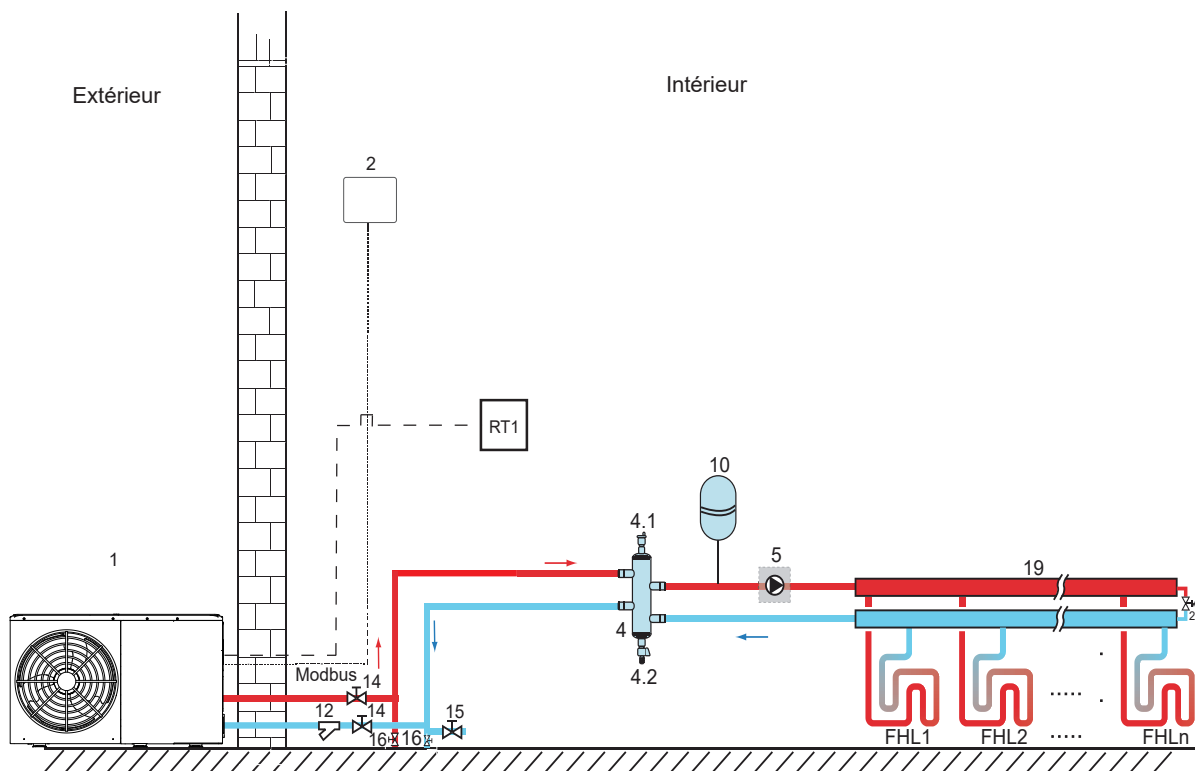 Extérieur
Intérieur
2
RT1
10
4.1
5
1
19
4
2
4.2
Modbus
14
12
14
15
16
16
FHL1
FHL2
.....
FHLn
.....